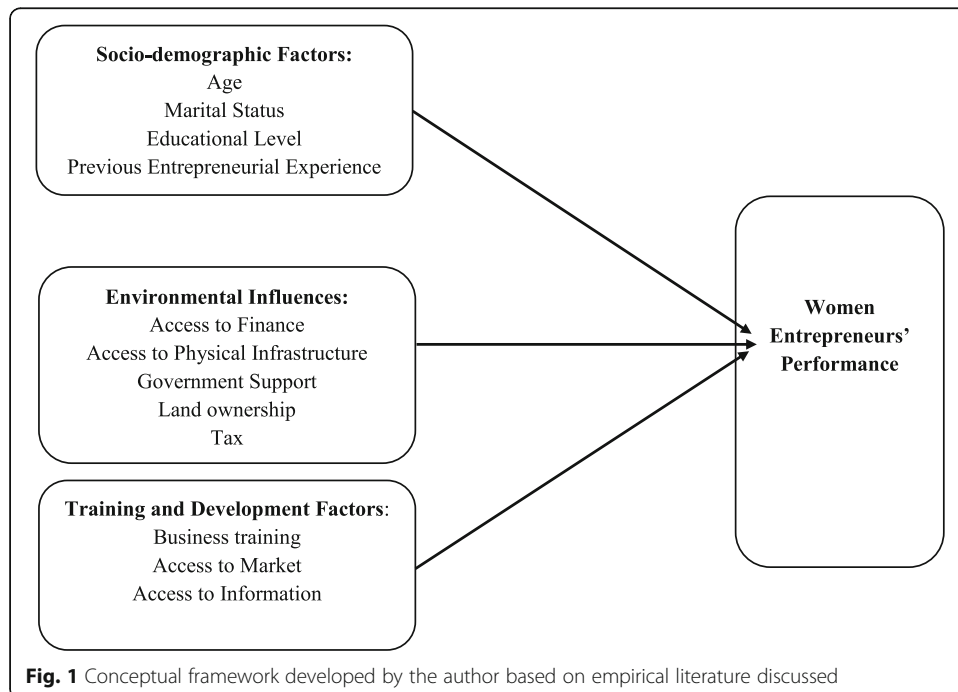 Socio-demographic Factors:
Age
Marital Status
Educational Level
Previous Entrepreneurial Experience
Environmental Influences:
Access to Finance
Access to Physical Infrastructure
Government Support
Land ownership
Tax
Training and Development Factors:
Business training
Access to Market
Access to Information
Women
Entrepreneurs’
Performance
Fig. 1 Conceptual framework developed by the author based on empirical literature discussed